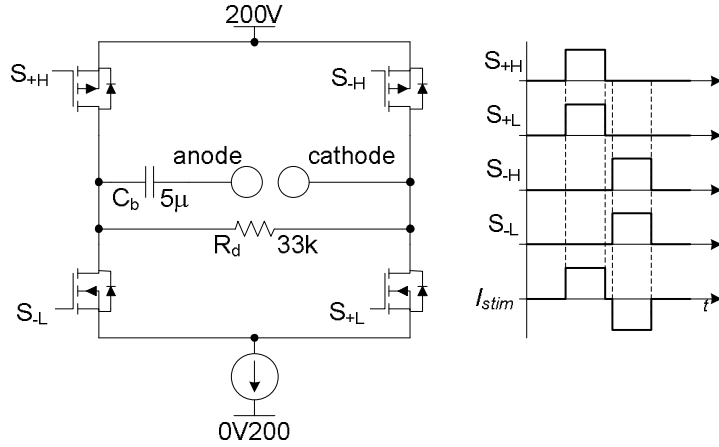 200V
S+H
S-H
anode
cathode
Cb
5µ
Rd
33k
S-L
S+L
0V200
S+H
S+L
S-H
S-L
Istim
t